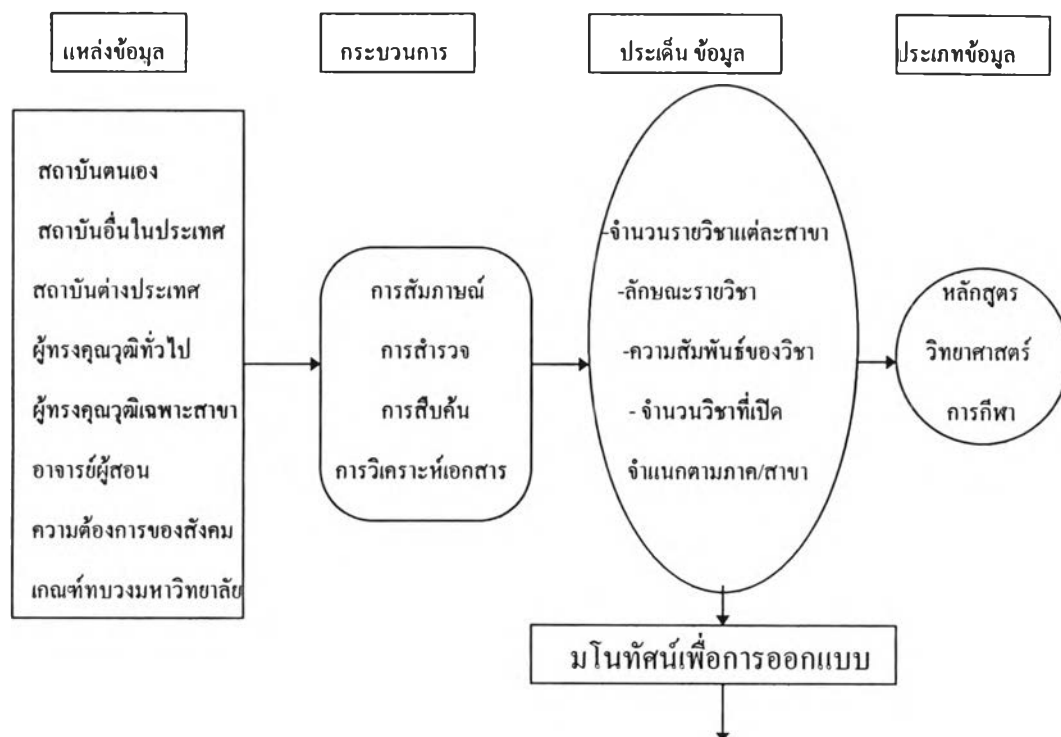 แหล่งข้อมูล
กระบวนการ
ประเด็น ข้อมูล
ประเภทข้อมูล
สถาบันตนเอง
สถาบันอื่นในประเทศ
สถาบันต่างประเทศ
ผู้ทรงคุณวุฒิทั่วไป
ผู้ทรงคุณวุฒิเฉพาะสาขา
อาจารย์ผู้สอน
ความต้องการของสังคม
เกณฑ์ทบวงมหาวิทยาลัย
การสัมภาษณ์
การสำรวจ
การสืบค้น
การวิเคราะห์เอกสาร
-จำนวนรายวิชาแต่ละสาขา
-ลักษณะรายวิชา
-ความสัมพันธ์ของวิชา
- จำนวนวิชาที่เปิด
จำแนกตามภาค/สาขา
หลักสูตร
วิทยาศาสตร์
การกีฬา
มโนทัศน์เพื่อการออกแบบ